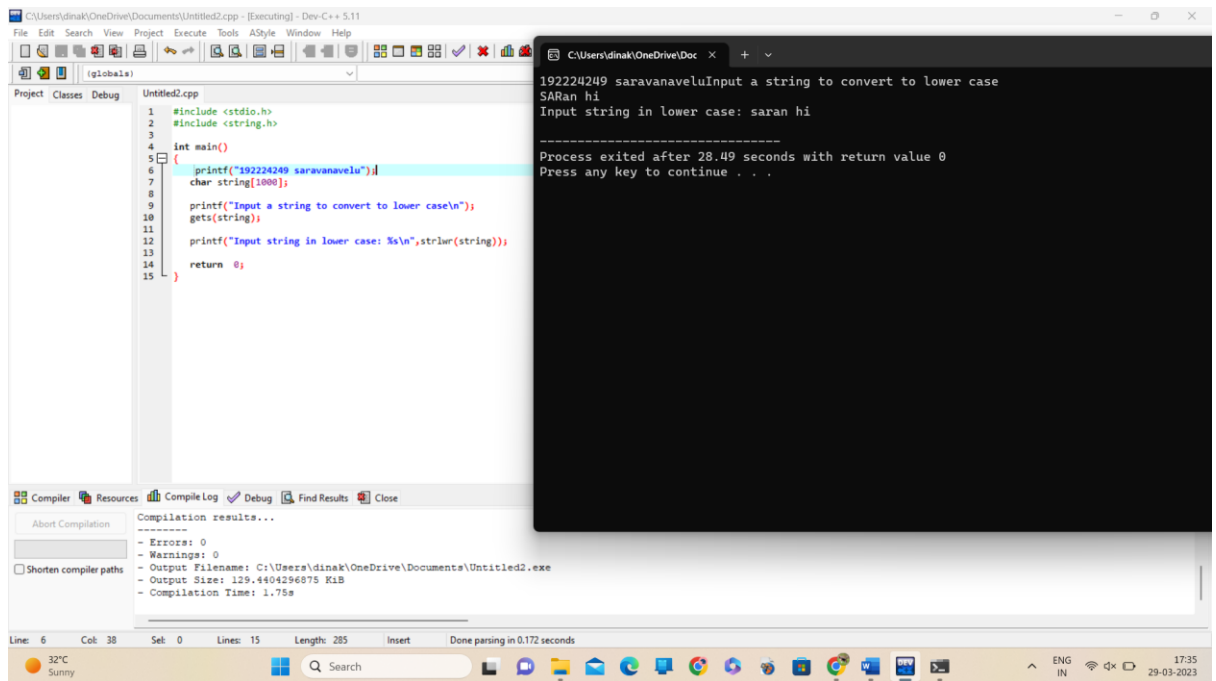 C:\Users\dinak\OneDrive\Documents\Untitled2.cpp - [Executing] - Dev-C++ 5.11
File Edit Search View Project Execute Tools AStyle Window Help
(globals)
Project Classes Debug
Untitled2.cpp
1 #include <stdio.h>
2 #include <string.h>
3
4 int main()
5 {
6 printf("192224249 saravanavelu");
7 char string[1000];
8
9 printf("Input a string to convert to lower case\n");
10 gets(string);
11
12 printf("Input string in lower case: %s\n",strlwr(string));
13
14 return 0;
15 }
C:\Users\dinak\OneDrive\Doc
192224249 saravanaveluInput a string to convert to lower case
SARan hi
Input string in lower case: saran hi
--------------------------------
Process exited after 28.49 seconds with return value 0
Press any key to continue . . .
Compiler Resources Compile Log Debug Find Results Close
Abort Compilation
Shorten compiler paths
Compilation results...
--------
- Errors: 0
- Warnings: 0
- Output Filename: C:\Users\dinak\OneDrive\Documents\Untitled2.exe
- Output Size: 129.4404296875 KiB
- Compilation Time: 1.75s
Line: 6 Col: 38 Sel: 0 Lines: 15 Length: 285 Insert Done parsing in 0.172 seconds
32°C
Sunny
Search
DEV
ENG
IN
17:35
29-03-2023